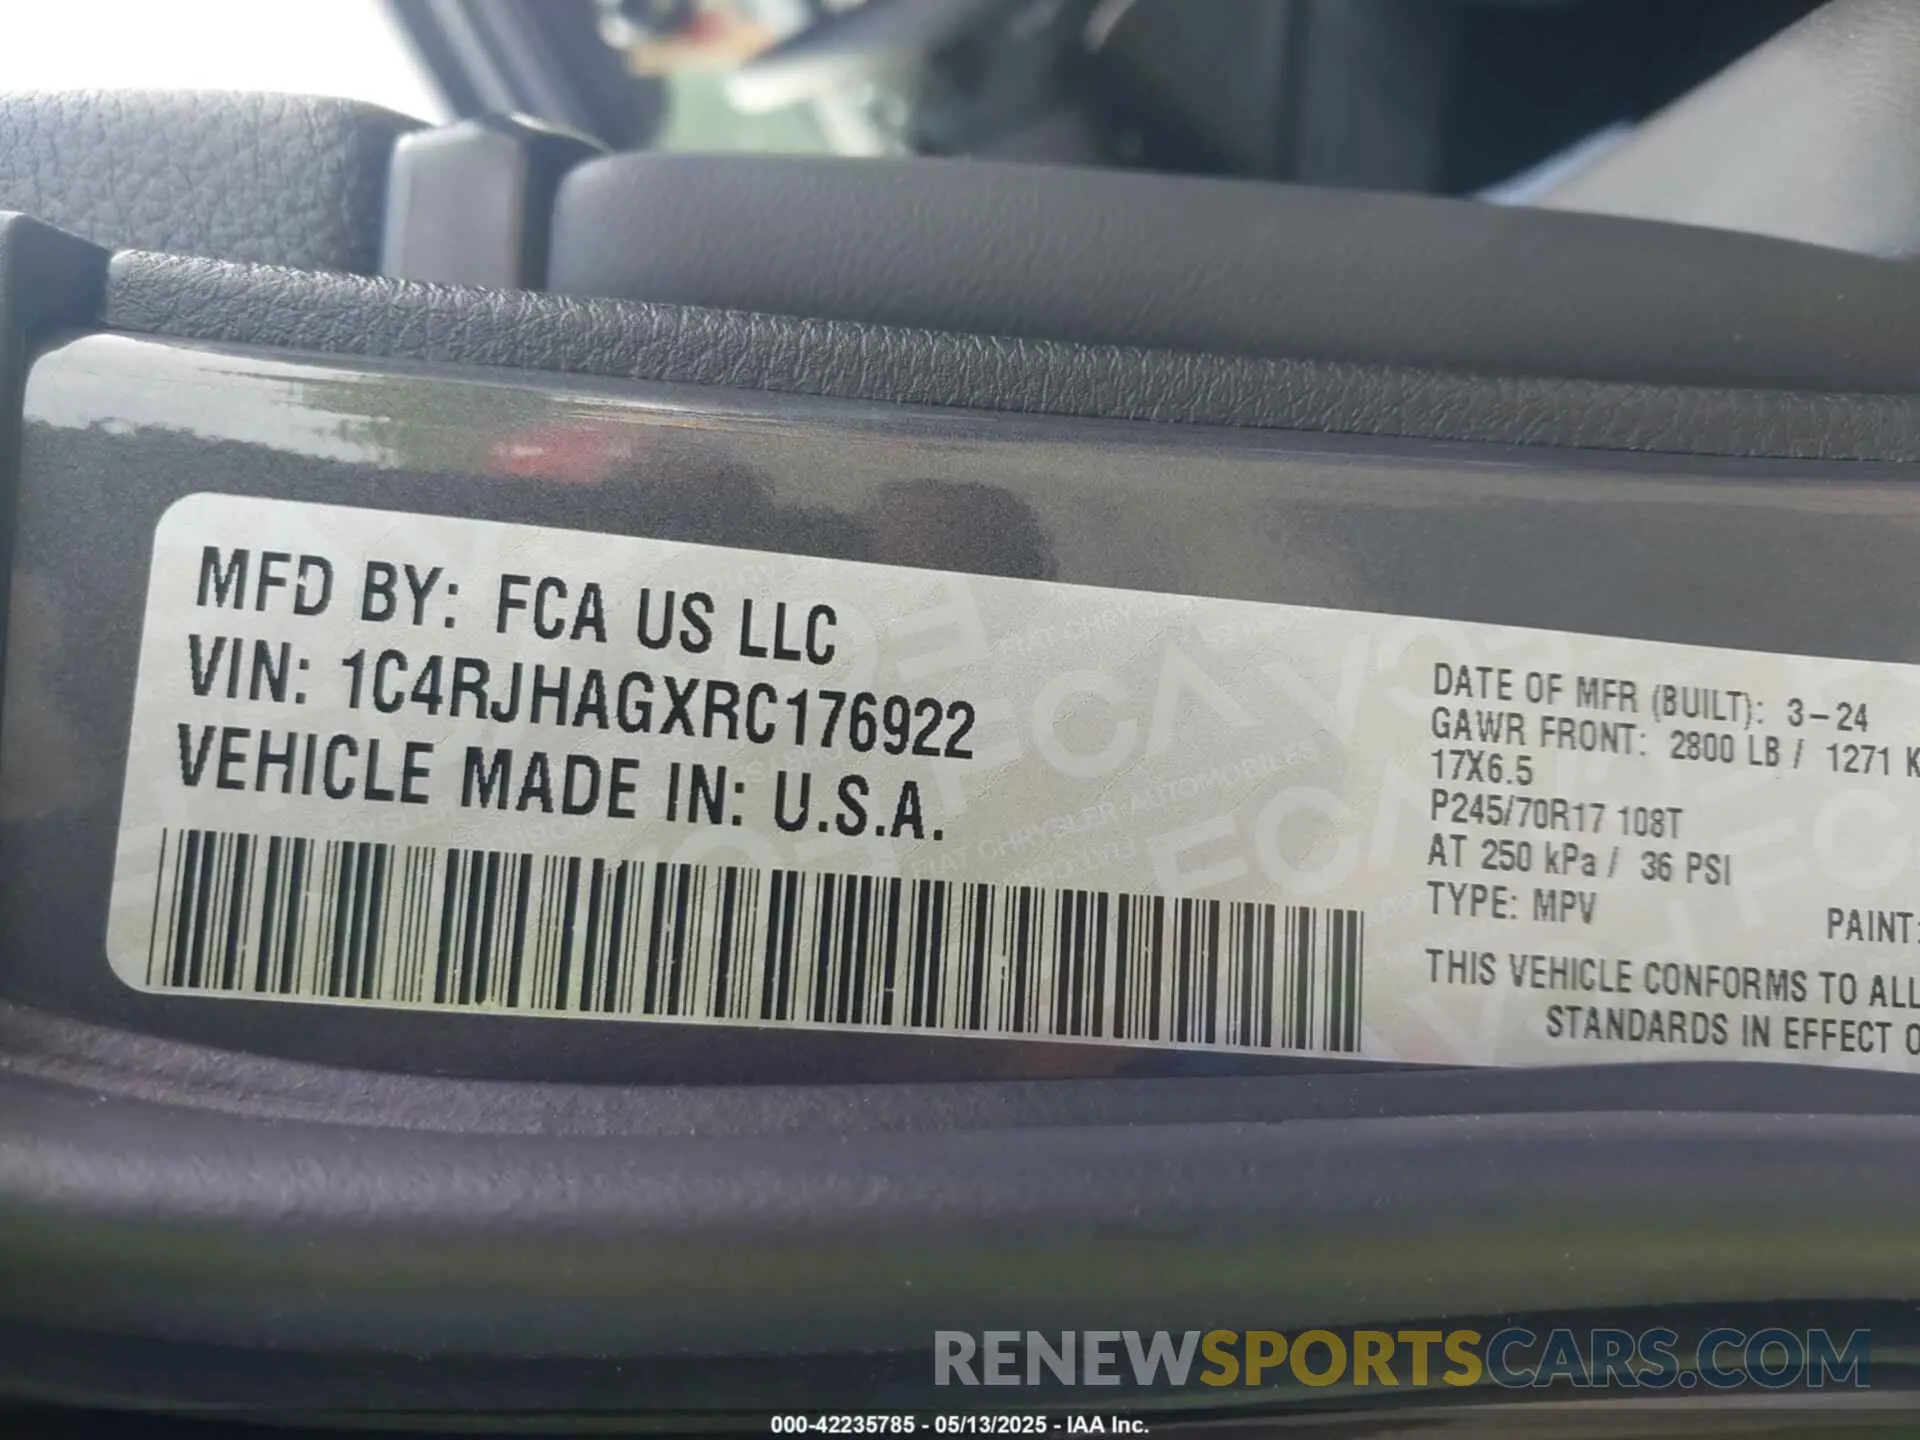 MFD BY: FCA US LLC
VIN: 1C4RJHAGXRC176922
VEHICLE MADE IN: U.S.A.
DATE OF MFR (BUILT): 3-24
GAWR FRONT: 2800 LB / 1271 K
17X6.5
P245/70R17 108T
AT 250 kPa / 36 PSI
TYPE: MPV
PAINT:
THIS VEHICLE CONFORMS TO ALL
STANDARDS IN EFFECT O
RENEWSPORTSCARS.COM
000-42235785 - 05/13/2025 - IAA Inc.